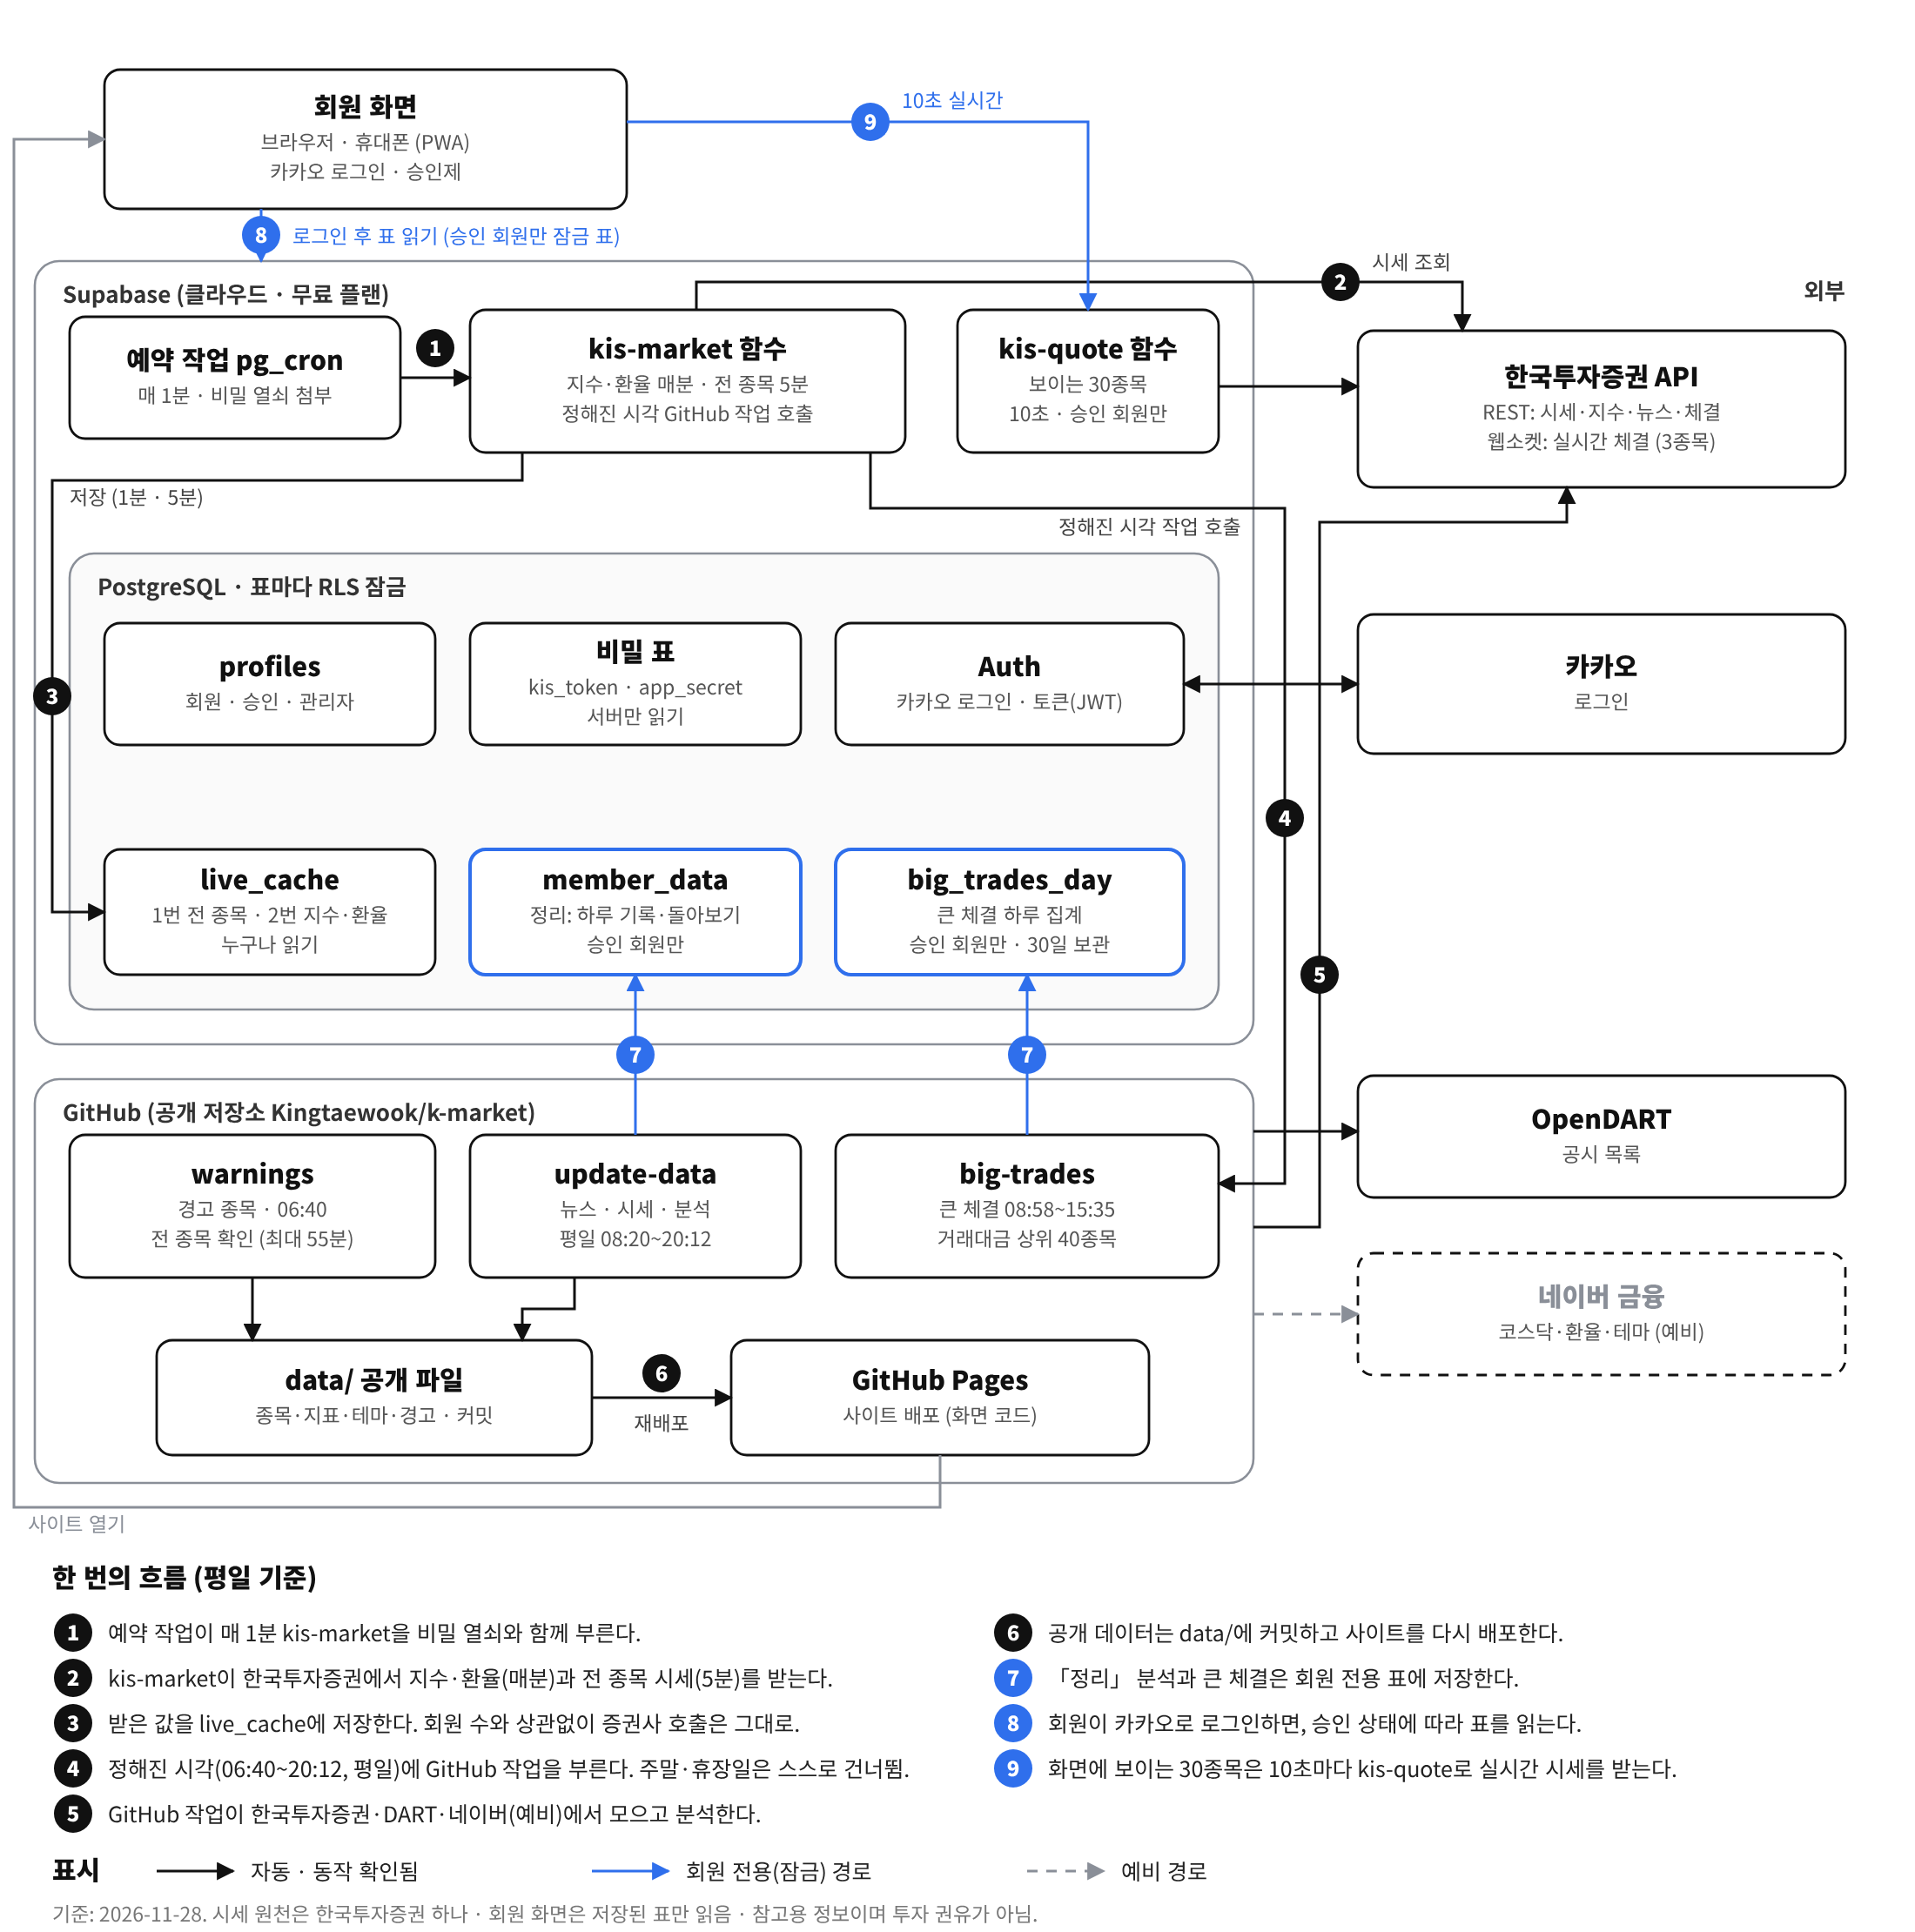 회원 화면
브라우저 · 휴대폰 (PWA)
카카오 로그인 · 승인제
9
10초 실시간
8
로그인 후 표 읽기 (승인 회원만 잠금 표)
2
시세 조회
외부
Supabase (클라우드 · 무료 플랜)
예약 작업 pg_cron
매 1분 · 비밀 열쇠 첨부
1
kis-market 함수
지수·환율 매분 · 전 종목 5분
정해진 시각 GitHub 작업 호출
kis-quote 함수
보이는 30종목
10초 · 승인 회원만
한국투자증권 API
REST: 시세·지수·뉴스·체결
웹소켓: 실시간 체결 (3종목)
저장 (1분 · 5분)
정해진 시각 작업 호출
PostgreSQL · 표마다 RLS 잠금
profiles
회원 · 승인 · 관리자
비밀 표
kis_token · app_secret
서버만 읽기
Auth
카카오 로그인 · 토큰(JWT)
카카오
로그인
3
4
live_cache
1번 전 종목 · 2번 지수·환율
누구나 읽기
member_data
정리: 하루 기록·돌아보기
승인 회원만
big_trades_day
큰 체결 하루 집계
승인 회원만 · 30일 보관
5
7
7
GitHub (공개 저장소 Kingtaewook/k-market)
warnings
경고 종목 · 06:40
전 종목 확인 (최대 55분)
update-data
뉴스 · 시세 · 분석
평일 08:20~20:12
big-trades
큰 체결 08:58~15:35
거래대금 상위 40종목
OpenDART
공시 목록
네이버 금융
코스닥·환율·테마 (예비)
data/ 공개 파일
종목·지표·테마·경고 · 커밋
6
재배포
GitHub Pages
사이트 배포 (화면 코드)
사이트 열기
한 번의 흐름 (평일 기준)
1 예약 작업이 매 1분 kis-market을 비밀 열쇠와 함께 부른다.
2 kis-market이 한국투자증권에서 지수·환율(매분)과 전 종목 시세(5분)를 받는다.
3 받은 값을 live_cache에 저장한다. 회원 수와 상관없이 증권사 호출은 그대로.
4 정해진 시각(06:40~20:12, 평일)에 GitHub 작업을 부른다. 주말·휴장일은 스스로 건너뜀.
5 GitHub 작업이 한국투자증권·DART·네이버(예비)에서 모으고 분석한다.
6 공개 데이터는 data/에 커밋하고 사이트를 다시 배포한다.
7 「정리」 분석과 큰 체결은 회원 전용 표에 저장한다.
8 회원이 카카오로 로그인하면, 승인 상태에 따라 표를 읽는다.
9 화면에 보이는 30종목은 10초마다 kis-quote로 실시간 시세를 받는다.
표시 자동 · 동작 확인됨 회원 전용(잠금) 경로 예비 경로
기준: 2026-11-28. 시세 원천은 한국투자증권 하나 · 회원 화면은 저장된 표만 읽음 · 참고용 정보이며 투자 권유가 아님.